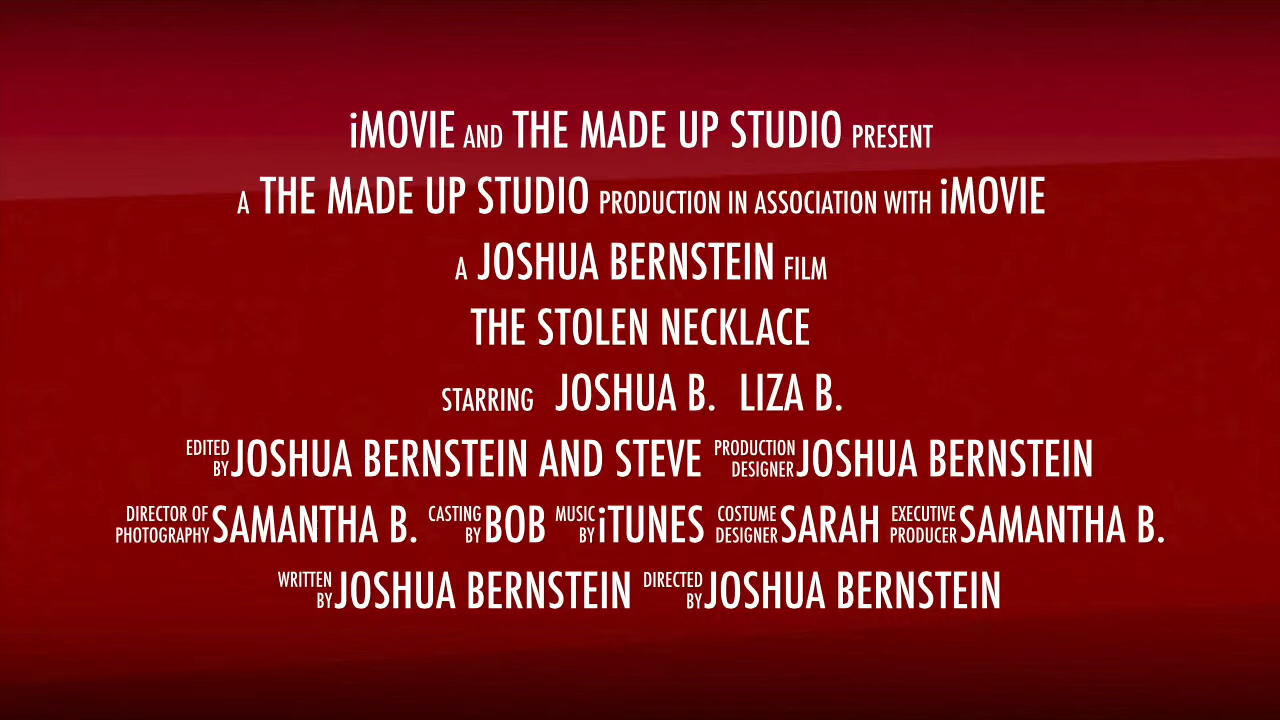 iMOVIE AND THE MADE UP STUDIO PRESENT
A THE MADE UP STUDIO PRODUCTION IN ASSOCIATION WITH iMOVIE
A JOSHUA BERNSTEIN FILM
THE STOLEN NECKLACE
STARRING JOSHUA B. LIZA B.
EDITED BY JOSHUA BERNSTEIN AND STEVE PRODUCTION DESIGNER JOSHUA BERNSTEIN
DIRECTOR OF PHOTOGRAPHY SAMANTHA B. CASTING BY BOB MUSIC BY iTUNES COSTUME DESIGNER SARAH EXECUTIVE PRODUCER SAMANTHA B.
WRITTEN BY JOSHUA BERNSTEIN DIRECTED BY JOSHUA BERNSTEIN